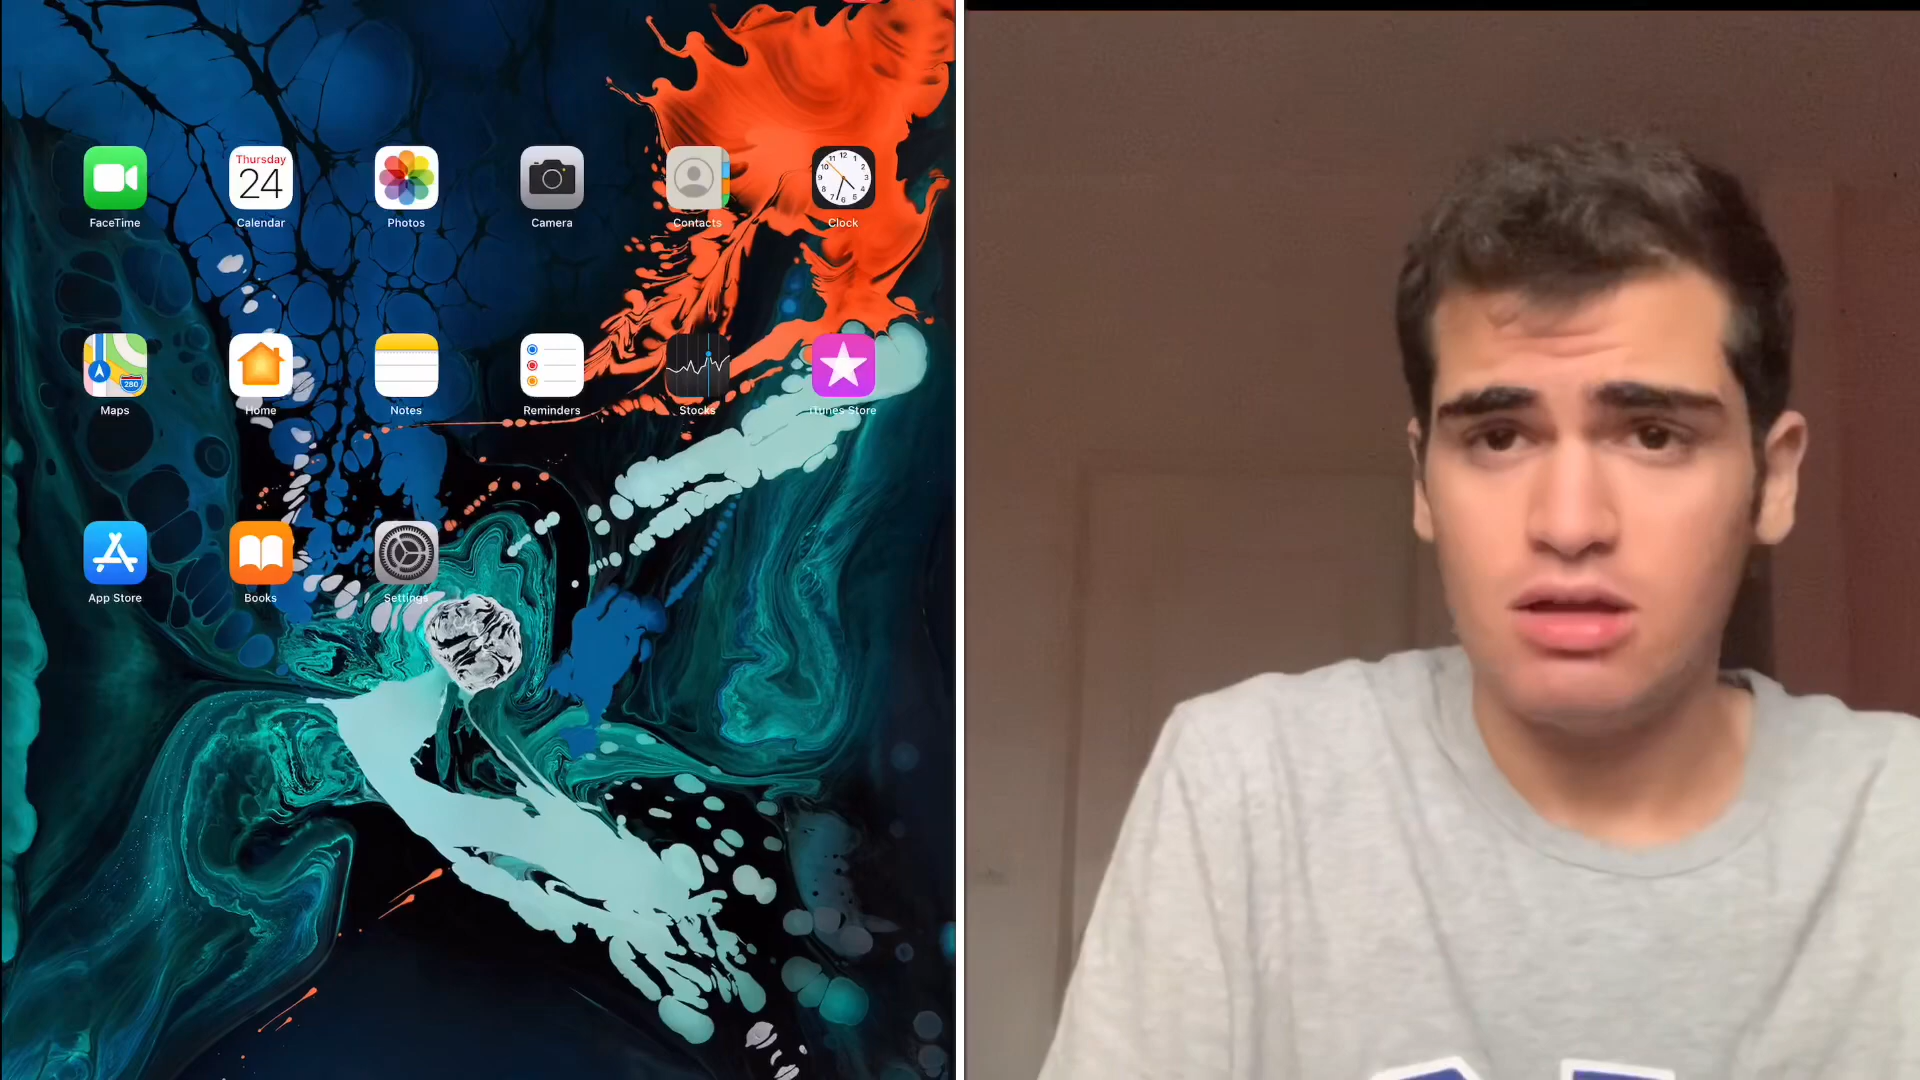 Thursday
24
FaceTime
Calendar
Photos
Camera
Contacts
Clock
280
Maps
Home
Notes
Reminders
Stocks
iTunes Store
App Store
Books
Settings